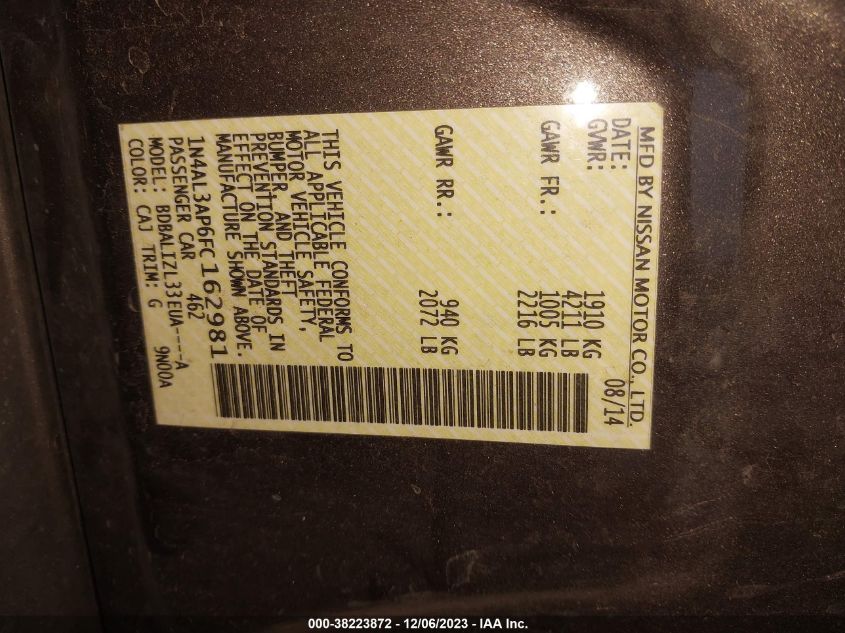 MFD BY NISSAN MOTOR CO., LTD.
DATE: 08/14
GVWR: 1910 KG
4211 LB
GAWR FR.: 1005 KG
2216 LB
GAWR RR.: 940 KG
2072 LB
THIS VEHICLE CONFORMS TO
ALL APPLICABLE FEDERAL
MOTOR VEHICLE SAFETY,
BUMPER, AND THEFT
PREVENTION STANDARDS IN
EFFECT ON THE DATE OF
MANUFACTURE SHOWN ABOVE.
1N4AL3AP6FC162981
PASSENGER CAR 462
MODEL: BDBALIZL33EUA----A
COLOR: CAJ TRIM: G 9N00A
000-38223872 - 12/06/2023 - IAA Inc.